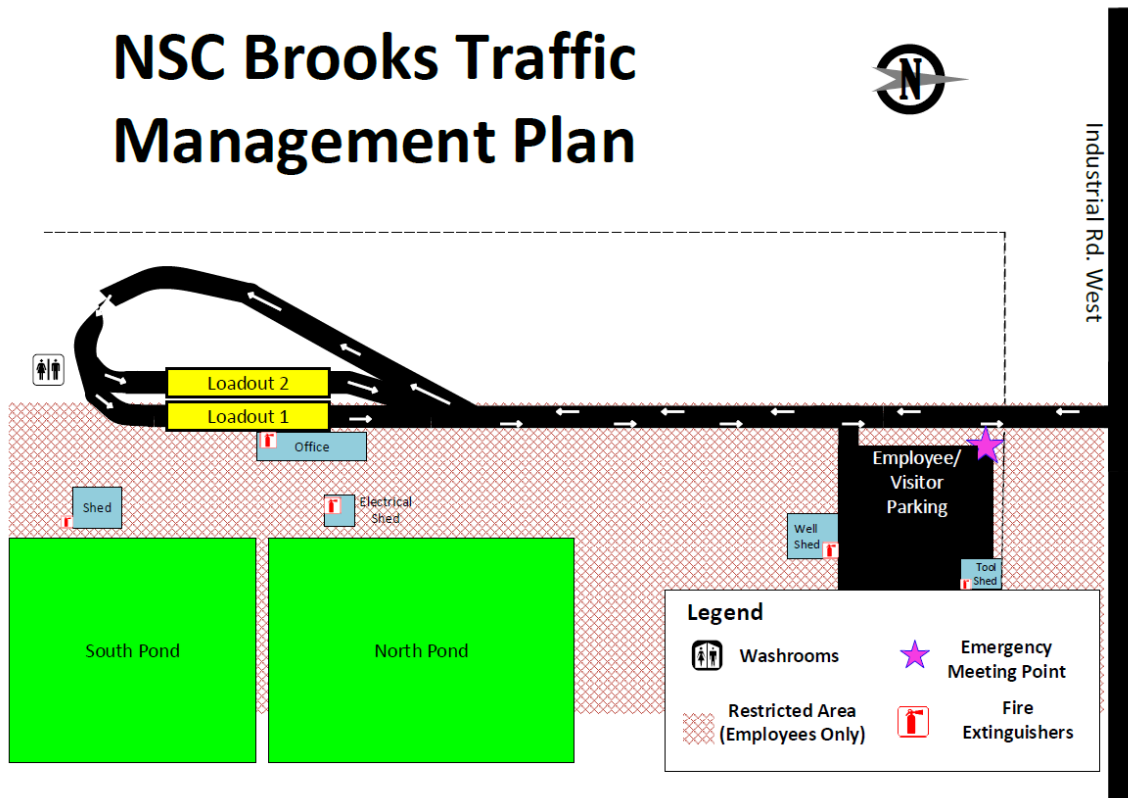 NSC Brooks Traffic
Management Plan
N
Industrial Rd. West
Loadout 2
Loadout 1
Office
Employee/
Visitor
Parking
Shed
Electrical
Shed
Well
Shed
Tool
Shed
South Pond
North Pond
Legend
Washrooms
Emergency
Meeting Point
Restricted Area
(Employees Only)
Fire
Extinguishers